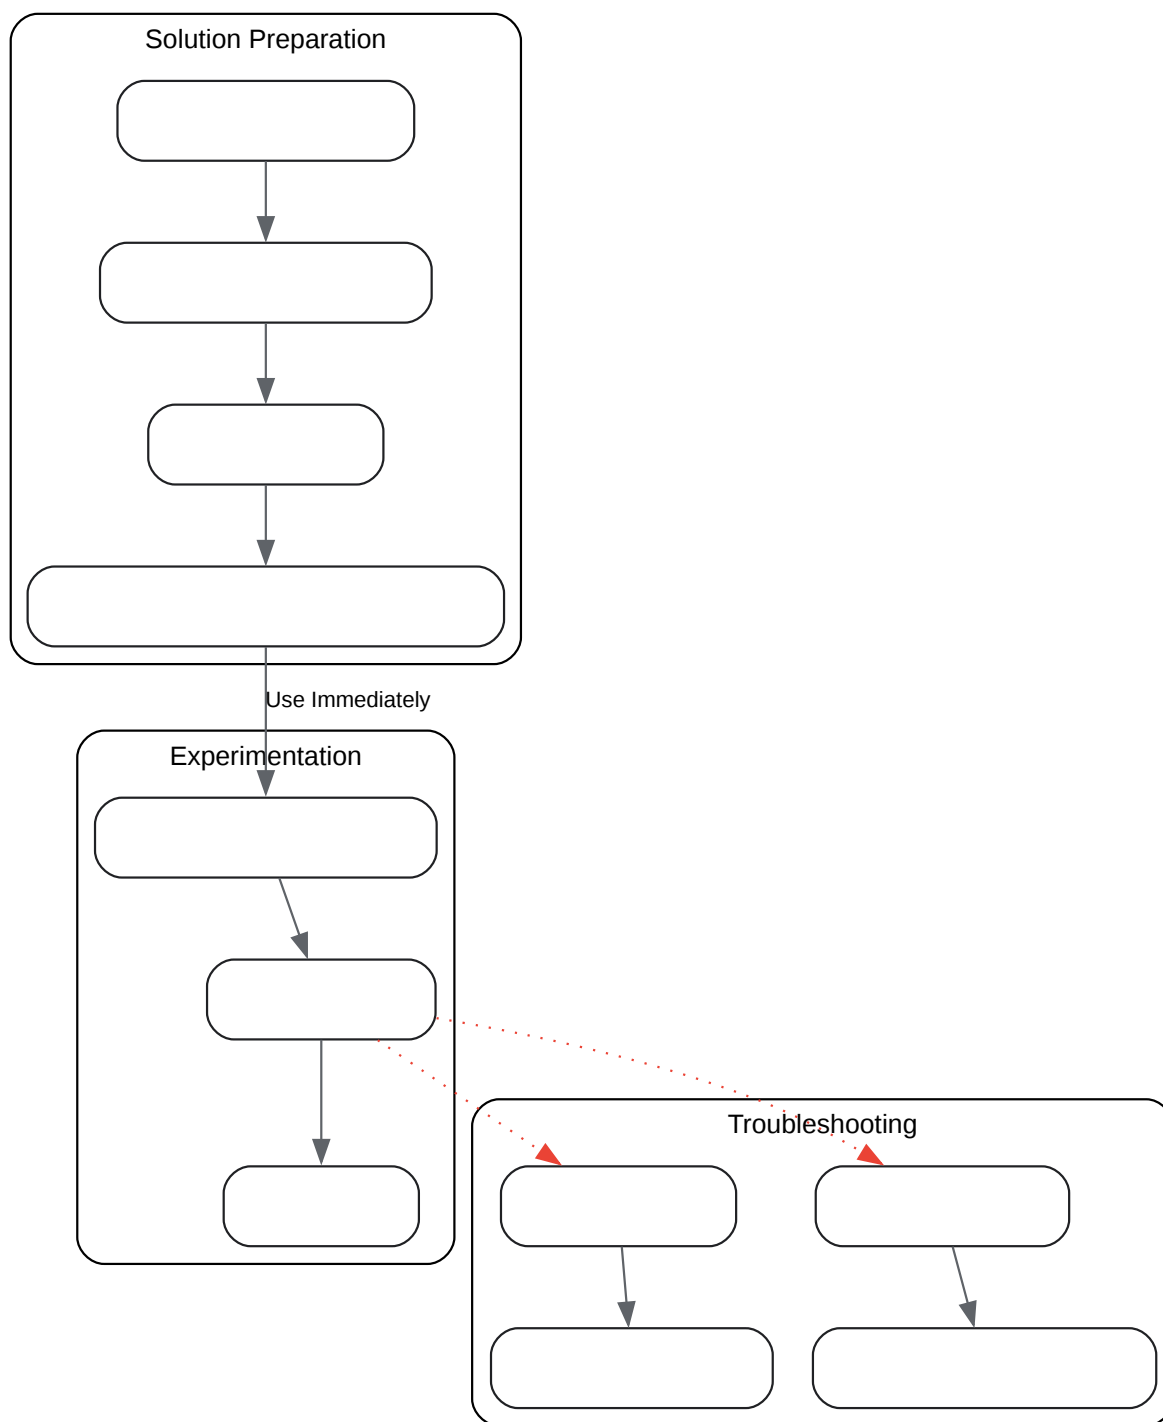 Solution Preparation
Use Immediately
Experimentation
Troubleshooting